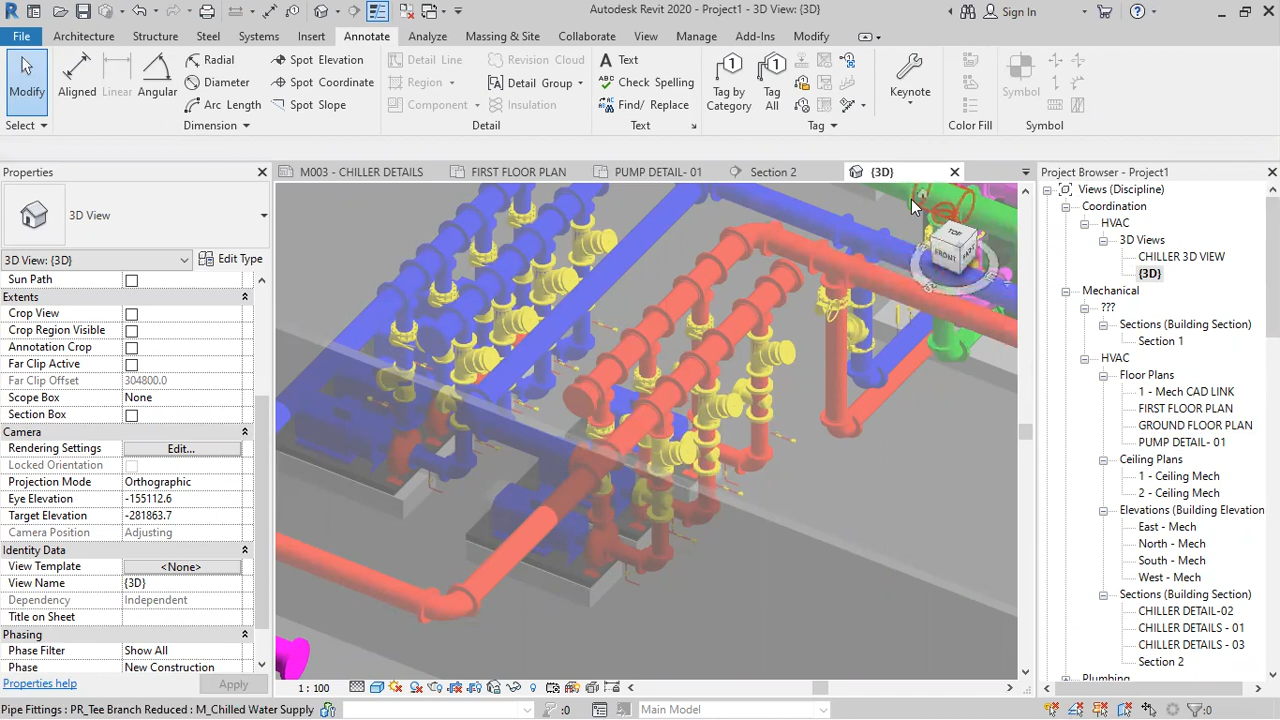 Autodesk Revit 2020 - Project1 - 3D View: {3D}
Sign In
File Architecture Structure Steel Systems Insert Annotate Analyze Massing & Site Collaborate View Manage Add-Ins Modify
Modify
Select
Aligned Linear Angular
Radial
Diameter
Arc Length
Spot Elevation
Spot Coordinate
Spot Slope
Dimension
Detail Line
Region
Component
Revision Cloud
Detail Group
Insulation
Detail
Text
Check Spelling
Find/ Replace
Text
Tag by Category
Tag All
Tag
Keynote
Color Fill
Symbol
Symbol
Properties
M003 - CHILLER DETAILS
FIRST FLOOR PLAN
PUMP DETAIL- 01
Section 2
{3D}
3D View
3D View: {3D}
Edit Type
Sun Path
Extents
Crop View
Crop Region Visible
Annotation Crop
Far Clip Active
Far Clip Offset 304800.0
Scope Box None
Section Box
Camera
Rendering Settings Edit...
Locked Orientation
Projection Mode Orthographic
Eye Elevation -155112.6
Target Elevation -281863.7
Camera Position Adjusting
Identity Data
View Template <None>
View Name {3D}
Dependency Independent
Title on Sheet
Phasing
Phase Filter Show All
Phase New Construction
Properties help
Apply
TOP
FRONT
1 : 100
Project Browser - Project1
Views (Discipline)
Coordination
HVAC
3D Views
CHILLER 3D VIEW
{3D}
Mechanical
???
Sections (Building Section)
Section 1
HVAC
Floor Plans
1 - Mech CAD LINK
FIRST FLOOR PLAN
GROUND FLOOR PLAN
PUMP DETAIL- 01
Ceiling Plans
1 - Ceiling Mech
2 - Ceiling Mech
Elevations (Building Elevation
East - Mech
North - Mech
South - Mech
West - Mech
Sections (Building Section)
CHILLER DETAIL-02
CHILLER DETAILS - 01
CHILLER DETAILS - 03
Section 2
Plumbing
Pipe Fittings : PR_Tee Branch Reduced : M_Chilled Water Supply
:0
Main Model
:0